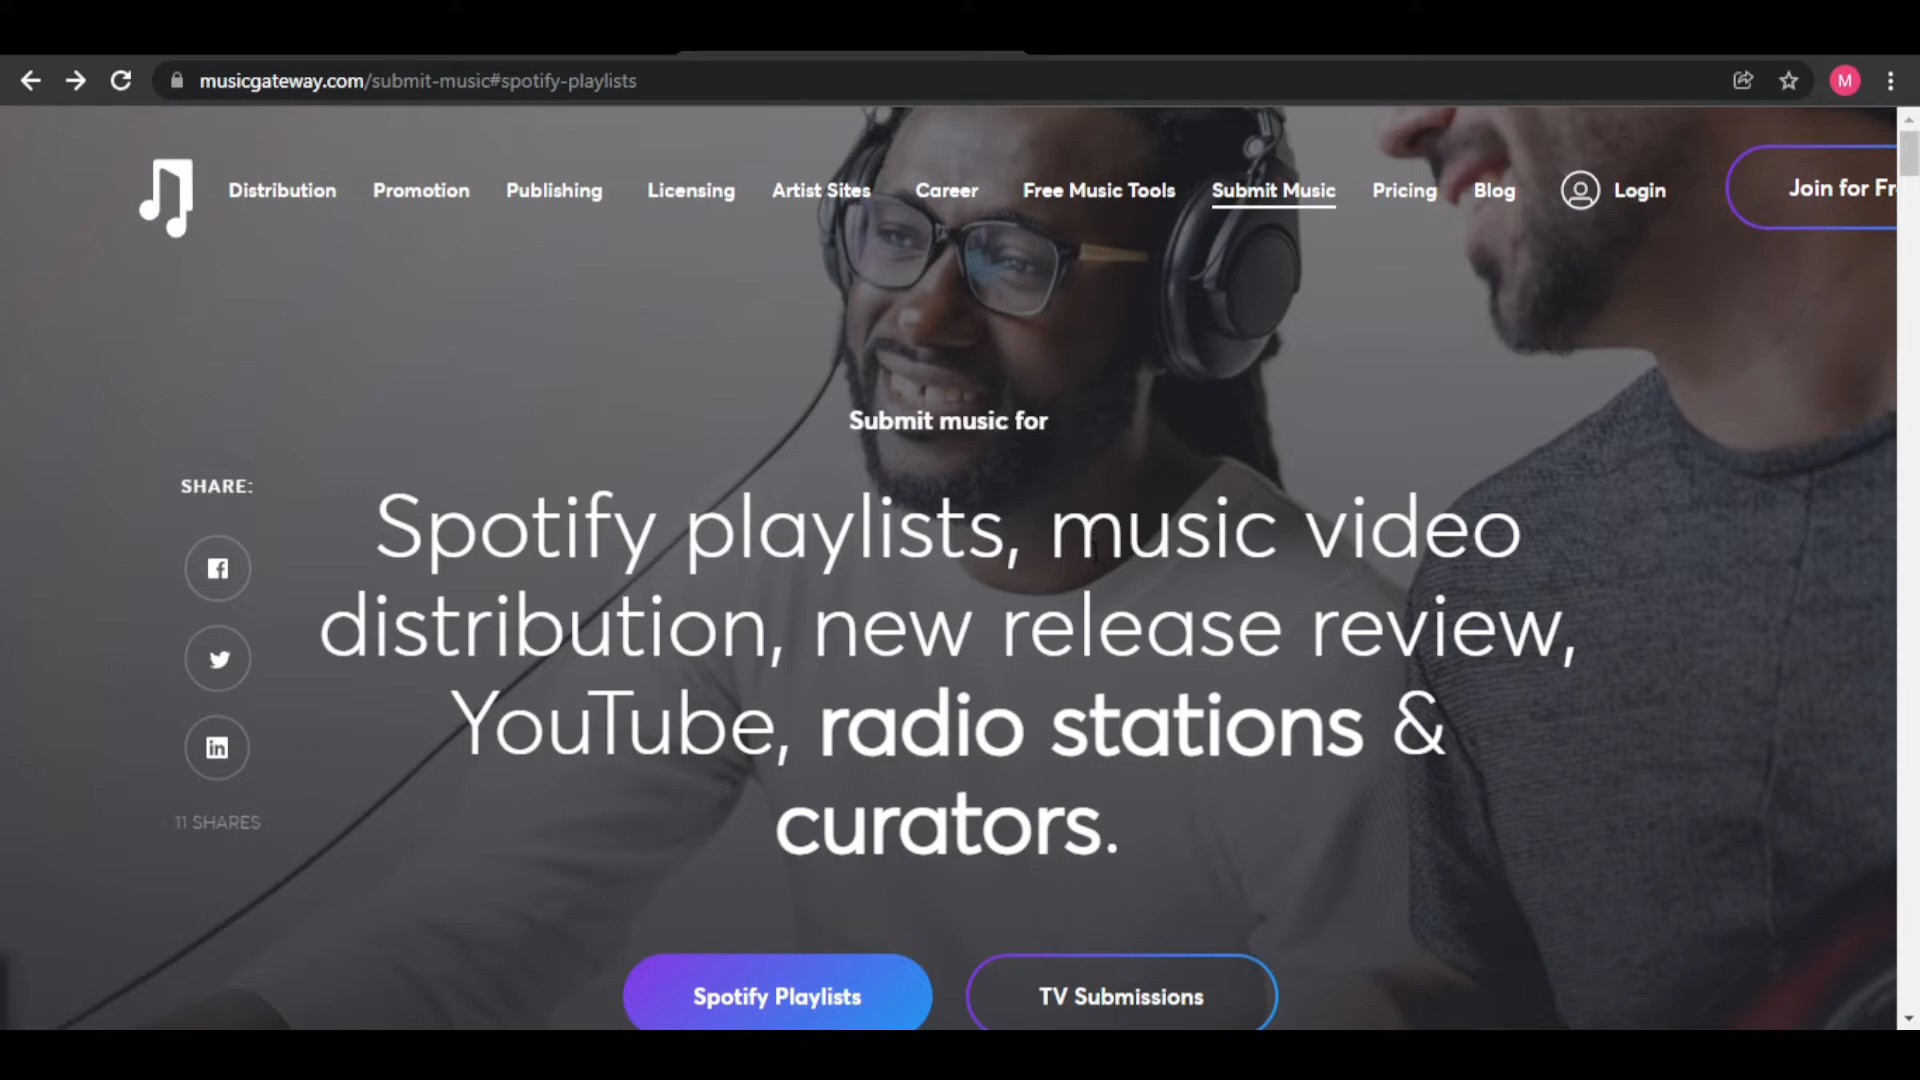 musicgateway.com/submit-music#spotify-playlists
M
Distribution Promotion Publishing Licensing Artist Sites Career Free Music Tools Submit Music Pricing Blog Login Join for Fr
Submit music for
SHARE:
Spotify playlists, music video
distribution, new release review,
YouTube, radio stations &
curators.
11 SHARES
Spotify Playlists TV Submissions